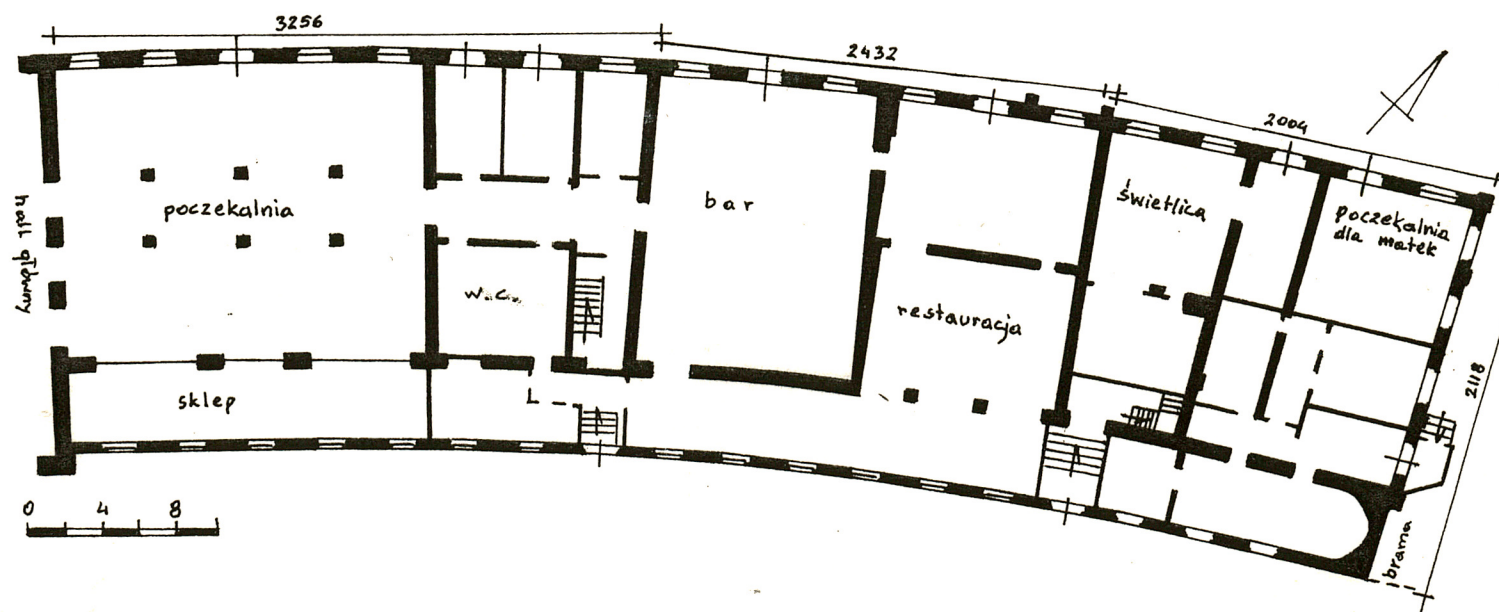 3256
2432
2004
2118
hall główny
poczekalnia
w.c.
bar
restauracja
świetlica
poczekalnia
dla matek
sklep
brama
0 4 8